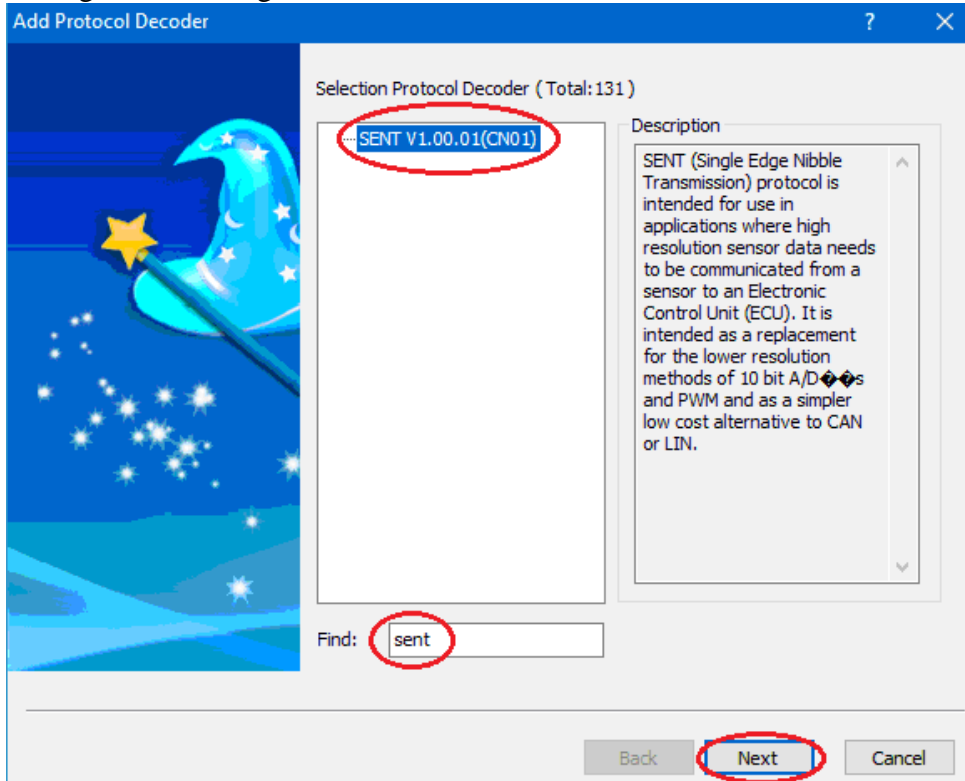 Add Protocol Decoder ? X
Selection Protocol Decoder ( Total:131 )
SENT V1.00.01(CN01)
Description
SENT (Single Edge Nibble
Transmission) protocol is
intended for use in
applications where high
resolution sensor data needs
to be communicated from a
sensor to an Electronic
Control Unit (ECU). It is
intended as a replacement
for the lower resolution
methods of 10 bit A/D��s
and PWM and as a simpler
low cost alternative to CAN
or LIN.
Find: sent
Back Next Cancel